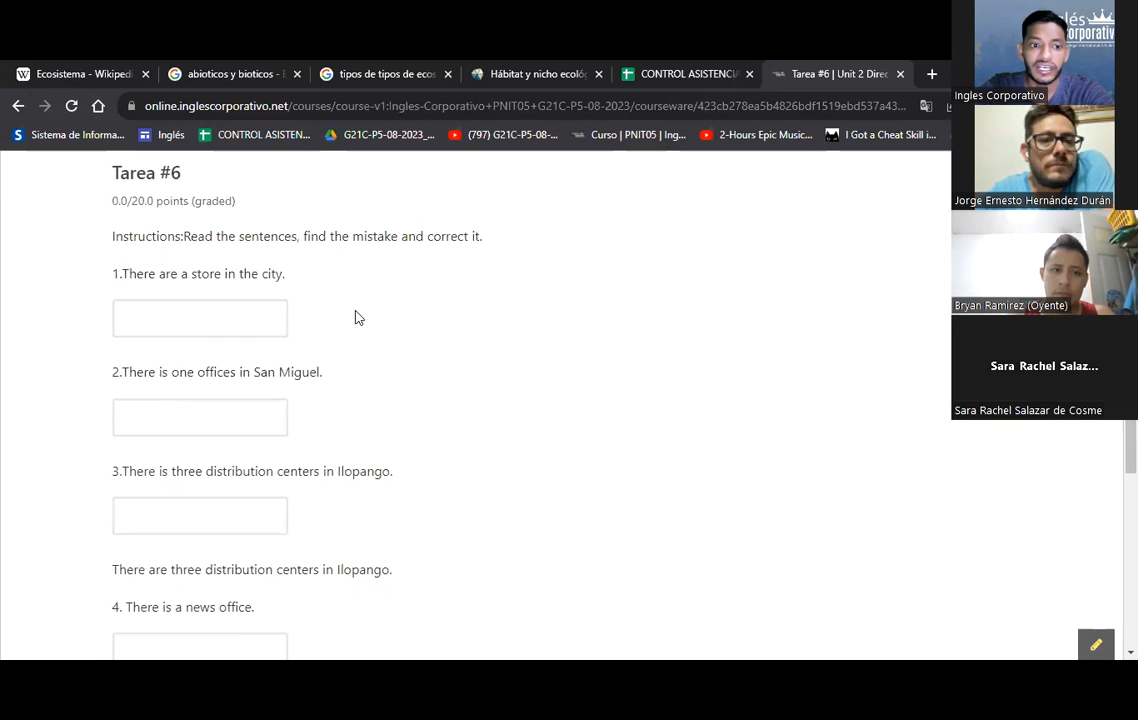 Ecosistema - Wikiped
abioticos y bioticos - B
tipos de tipos de ecos
Hábitat y nicho ecoló
CONTROL ASISTENCIA
Tarea #6 | Unit 2 Direc
online.inglescorporativo.net/courses/course-v1:Ingles-Corporativo+PNIT05+G21C-P5-08-2023/courseware/423cb278ea5b4826bdf1519ebd537a43...
Sistema de Informa...
Inglés
CONTROL ASISTEN...
G21C-P5-08-2023_...
(797) G21C-P5-08-...
Curso | PNIT05 | Ing...
2-Hours Epic Music...
I Got a Cheat Skill i...
Tarea #6
0.0/20.0 points (graded)
Instructions:Read the sentences, find the mistake and correct it.
1.There are a store in the city.
2.There is one offices in San Miguel.
3.There is three distribution centers in Ilopango.
There are three distribution centers in Ilopango.
4. There is a news office.
Ingles Corporativo
Jorge Ernesto Hernández Durán
Bryan Ramirez (Oyente)
Sara Rachel Salaz...
Sara Rachel Salazar de Cosme